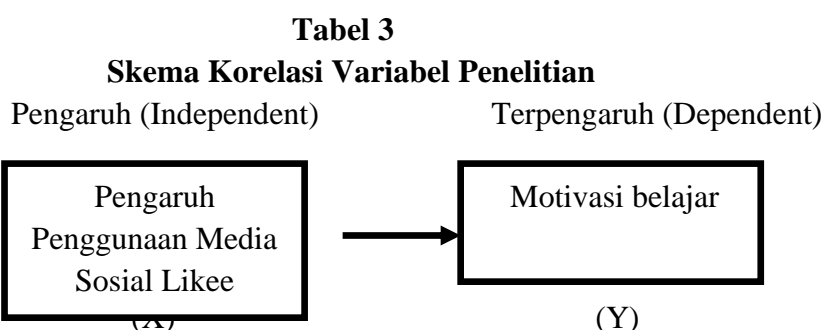 Tabel 3
Skema Korelasi Variabel Penelitian
Pengaruh (Independent) Terpengaruh (Dependent)
Pengaruh
Penggunaan Media
Sosial Likee
Motivasi belajar
(X) (Y)